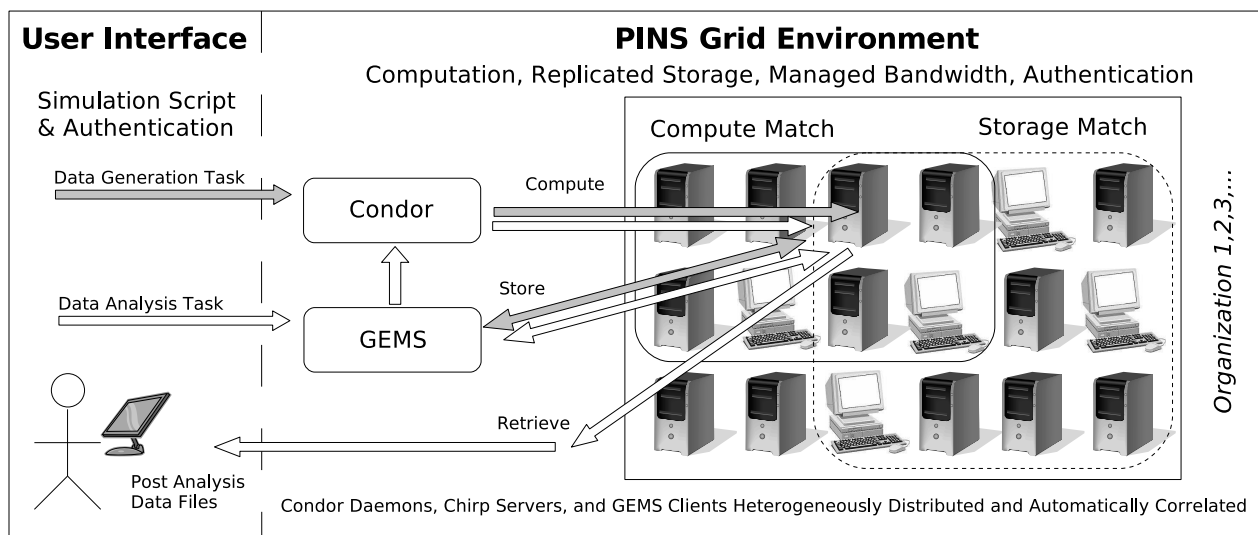 User Interface
PINS Grid Environment
Computation, Replicated Storage, Managed Bandwidth, Authentication
Simulation Script
& Authentication
Compute Match
Storage Match
Data Generation Task
Condor
Compute
Organization 1,2,3,...
Data Analysis Task
GEMS
Store
Retrieve
Post Analysis
Data Files
Condor Daemons, Chirp Servers, and GEMS Clients Heterogeneously Distributed and Automatically Correlated